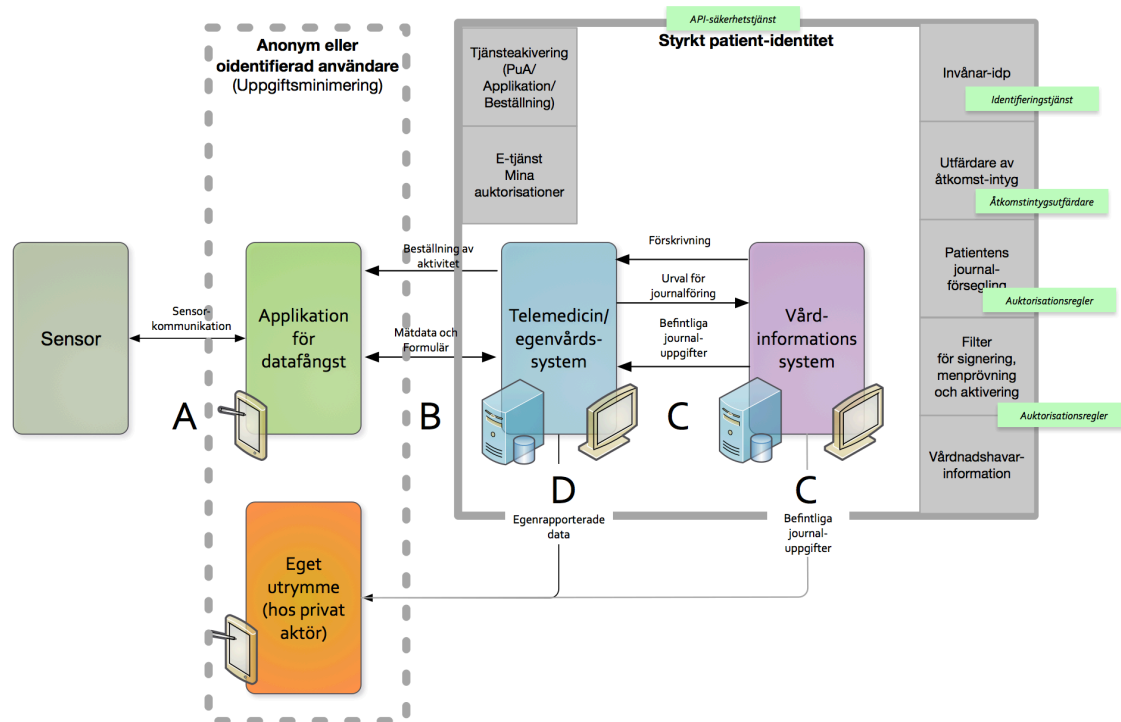 API-säkerhetstjänst
Anonym eller
oidentifierad användare
(Uppgiftsminimering)
Styrkt patient-identitet
Tjänsteakivering
(PuA/
Applikation/
Beställning)
E-tjänst
Mina
auktorisationer
Invånar-idp
Identifieringstjänst
Utfärdare av
åtkomst-intyg
Åtkomstintygsutfärdare
Patientens
journal-
försegling
Auktorisationsregler
Filter
för signering,
menprövning
och aktivering
Auktorisationsregler
Vårdnadshavar-
information
Sensor
Sensor-
kommunikation
A
Applikation
för
datafångst
Beställning av
aktivitet
Mätdata och
Formulär
B
Telemedicin/
egenvårds-
system
Förskrivning
Urval för
journalföring
Befintliga
journal-
uppgifter
C
Vård-
informations
system
D
Egenrapporterade
data
C
Befintliga
journal-
uppgifter
Eget
utrymme
(hos privat
aktör)